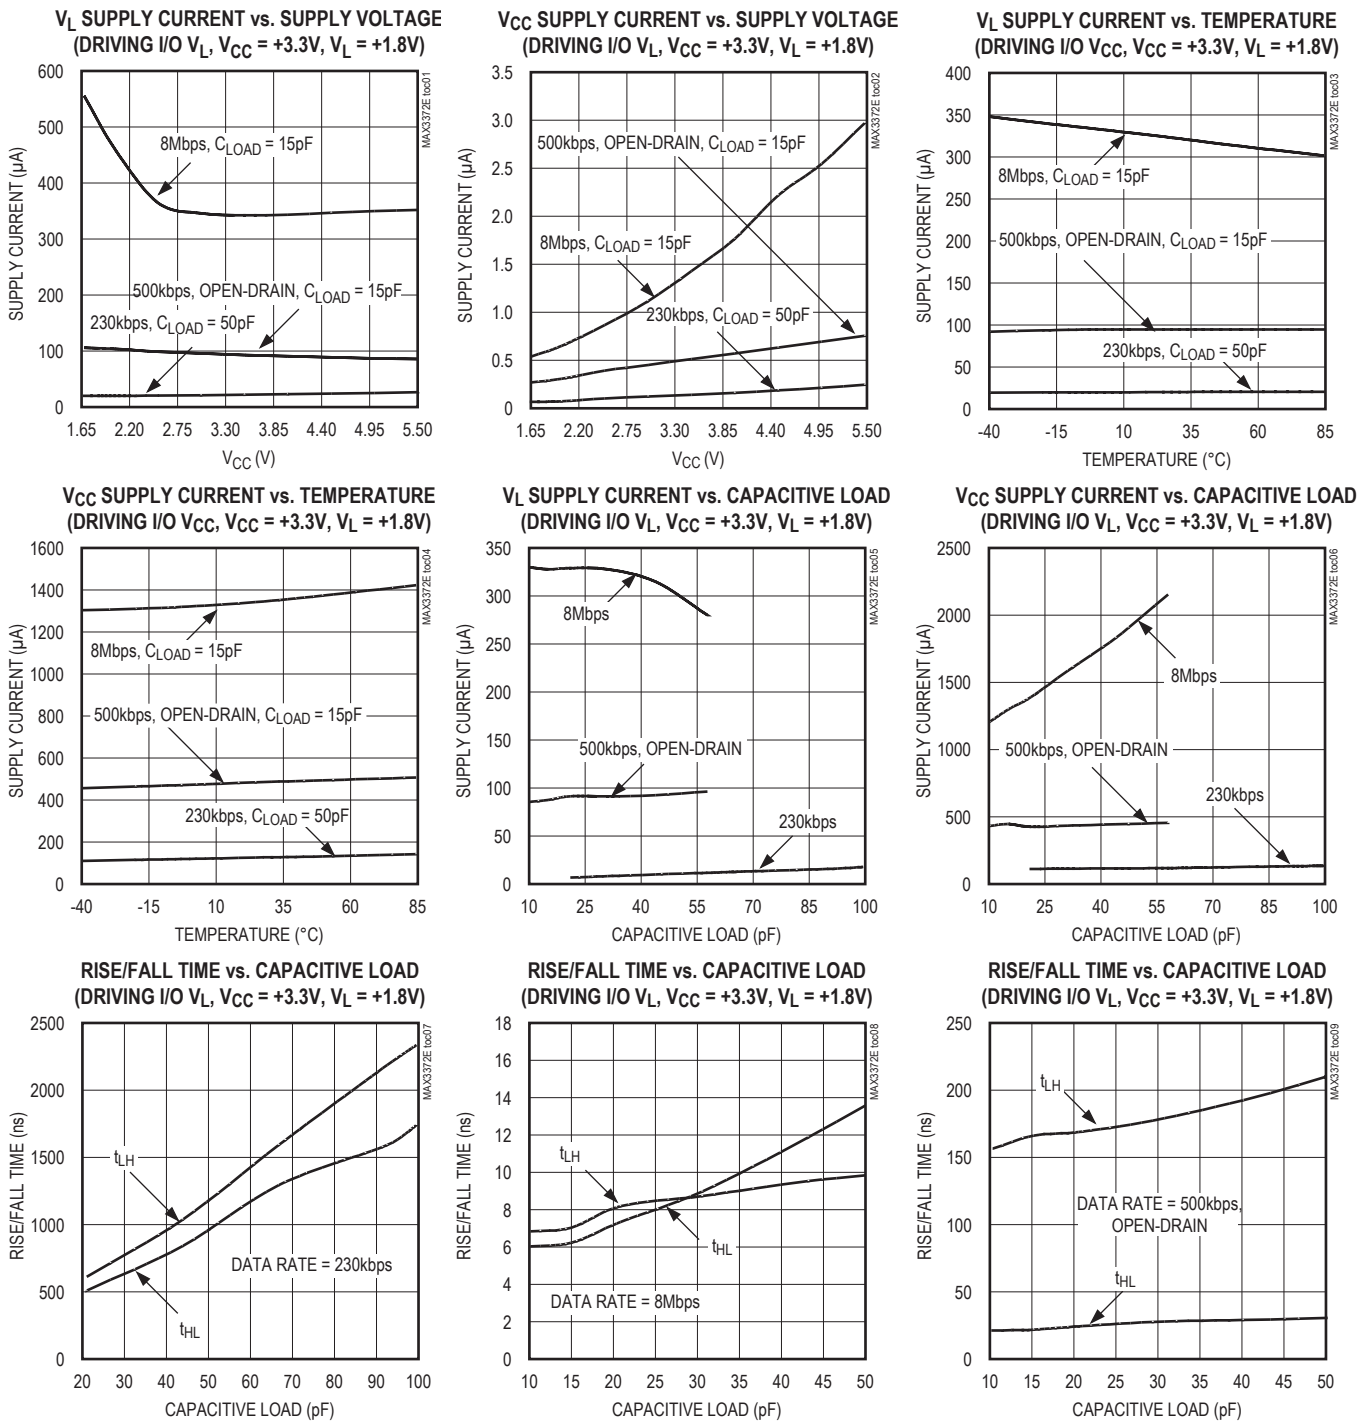 VL SUPPLY CURRENT vs. SUPPLY VOLTAGE
(DRIVING I/O VL, VCC = +3.3V, VL = +1.8V)
600
500
400
300
200
100
0
SUPPLY CURRENT (µA)
MAX3372E toc01
8Mbps, CLOAD = 15pF
500kbps, OPEN-DRAIN, CLOAD = 15pF
230kbps, CLOAD = 50pF
1.65 2.20 2.75 3.30 3.85 4.40 4.95 5.50
VCC (V)
VCC SUPPLY CURRENT vs. SUPPLY VOLTAGE
(DRIVING I/O VL, VCC = +3.3V, VL = +1.8V)
3.5
3.0
2.5
2.0
1.5
1.0
0.5
0
SUPPLY CURRENT (µA)
MAX3372E toc02
500kbps, OPEN-DRAIN, CLOAD = 15pF
8Mbps, CLOAD = 15pF
230kbps, CLOAD = 50pF
1.65 2.20 2.75 3.30 3.85 4.40 4.95 5.50
VCC (V)
VL SUPPLY CURRENT vs. TEMPERATURE
(DRIVING I/O VCC, VCC = +3.3V, VL = +1.8V)
400
350
300
250
200
150
100
50
0
SUPPLY CURRENT (µA)
MAX3372E toc03
8Mbps, CLOAD = 15pF
500kbps, OPEN-DRAIN, CLOAD = 15pF
230kbps, CLOAD = 50pF
-40 -15 10 35 60 85
TEMPERATURE (°C)
VCC SUPPLY CURRENT vs. TEMPERATURE
(DRIVING I/O VCC, VCC = +3.3V, VL = +1.8V)
1600
1400
1200
1000
800
600
400
200
0
SUPPLY CURRENT (µA)
MAX3372E toc04
8Mbps, CLOAD = 15pF
500kbps, OPEN-DRAIN, CLOAD = 15pF
230kbps, CLOAD = 50pF
-40 -15 10 35 60 85
TEMPERATURE (°C)
VL SUPPLY CURRENT vs. CAPACITIVE LOAD
(DRIVING I/O VL, VCC = +3.3V, VL = +1.8V)
350
300
250
200
150
100
50
0
SUPPLY CURRENT (µA)
MAX3372E toc05
8Mbps
500kbps, OPEN-DRAIN
230kbps
10 25 40 55 70 85 100
CAPACITIVE LOAD (pF)
VCC SUPPLY CURRENT vs. CAPACITIVE LOAD
(DRIVING I/O VL, VCC = +3.3V, VL = +1.8V)
2500
2000
1500
1000
500
0
SUPPLY CURRENT (µA)
MAX3372E toc06
8Mbps
500kbps, OPEN-DRAIN
230kbps
10 25 40 55 70 85 100
CAPACITIVE LOAD (pF)
RISE/FALL TIME vs. CAPACITIVE LOAD
(DRIVING I/O VL, VCC = +3.3V, VL = +1.8V)
2500
2000
1500
1000
500
0
RISE/FALL TIME (ns)
MAX3372E toc07
tLH
DATA RATE = 230kbps
tHL
20 30 40 50 60 70 80 90 100
CAPACITIVE LOAD (pF)
RISE/FALL TIME vs. CAPACITIVE LOAD
(DRIVING I/O VL, VCC = +3.3V, VL = +1.8V)
18
16
14
12
10
8
6
4
2
0
RISE/FALL TIME (ns)
MAX3372E toc08
tLH
tHL
DATA RATE = 8Mbps
10 15 20 25 30 35 40 45 50
CAPACITIVE LOAD (pF)
RISE/FALL TIME vs. CAPACITIVE LOAD
(DRIVING I/O VL, VCC = +3.3V, VL = +1.8V)
250
200
150
100
50
0
RISE/FALL TIME (ns)
MAX3372E toc09
tLH
DATA RATE = 500kbps,
OPEN-DRAIN
tHL
10 15 20 25 30 35 40 45 50
CAPACITIVE LOAD (pF)